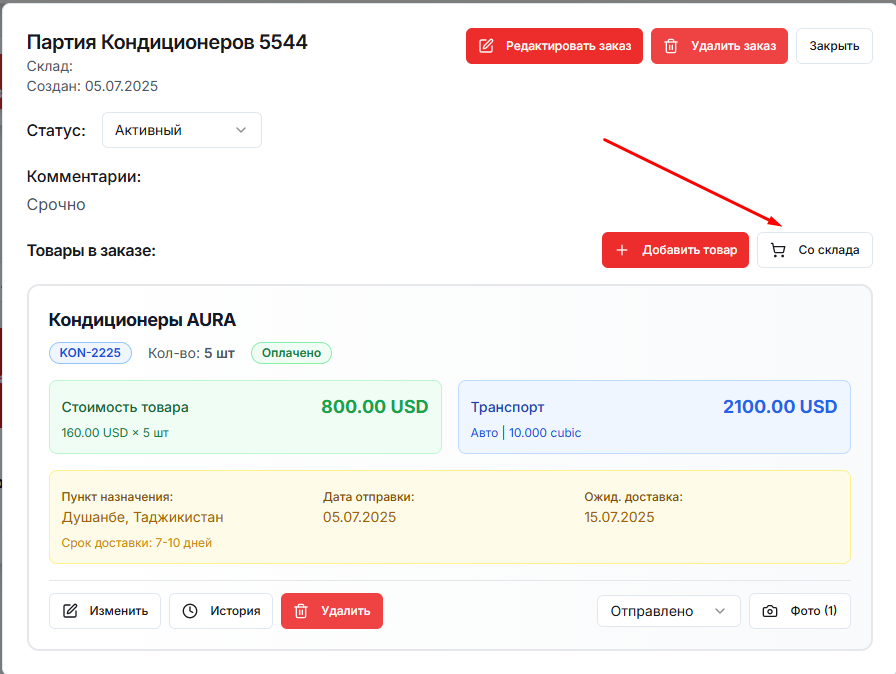 Партия Кондиционеров 5544
Редактировать заказ
Удалить заказ
Закрыть
Склад:
Создан: 05.07.2025
Статус:
Активный
Комментарии:
Срочно
Товары в заказе:
Добавить товар
Со склада
Кондиционеры AURA
KON-2225
Кол-во: 5 шт
Оплачено
Стоимость товара
800.00 USD
160.00 USD × 5 шт
Транспорт
2100.00 USD
Авто | 10.000 cubic
Пункт назначения:
Душанбе, Таджикистан
Срок доставки: 7-10 дней
Дата отправки:
05.07.2025
Ожид. доставка:
15.07.2025
Изменить
История
Удалить
Отправлено
Фото (1)